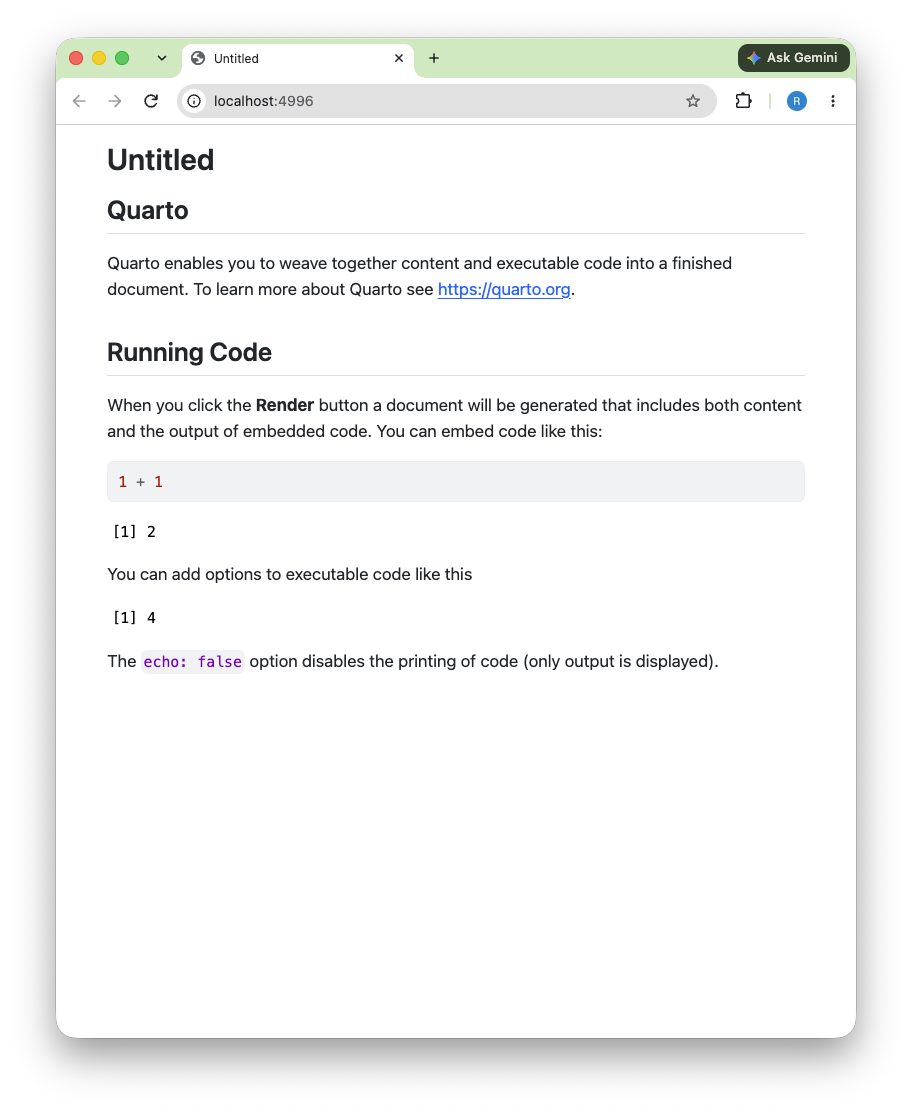 Untitled
Ask Gemini
localhost:4996
R
Untitled
Quarto
Quarto enables you to weave together content and executable code into a finished
document. To learn more about Quarto see https://quarto.org.
Running Code
When you click the Render button a document will be generated that includes both content
and the output of embedded code. You can embed code like this:
1 + 1
[1] 2
You can add options to executable code like this
[1] 4
The echo: false option disables the printing of code (only output is displayed).